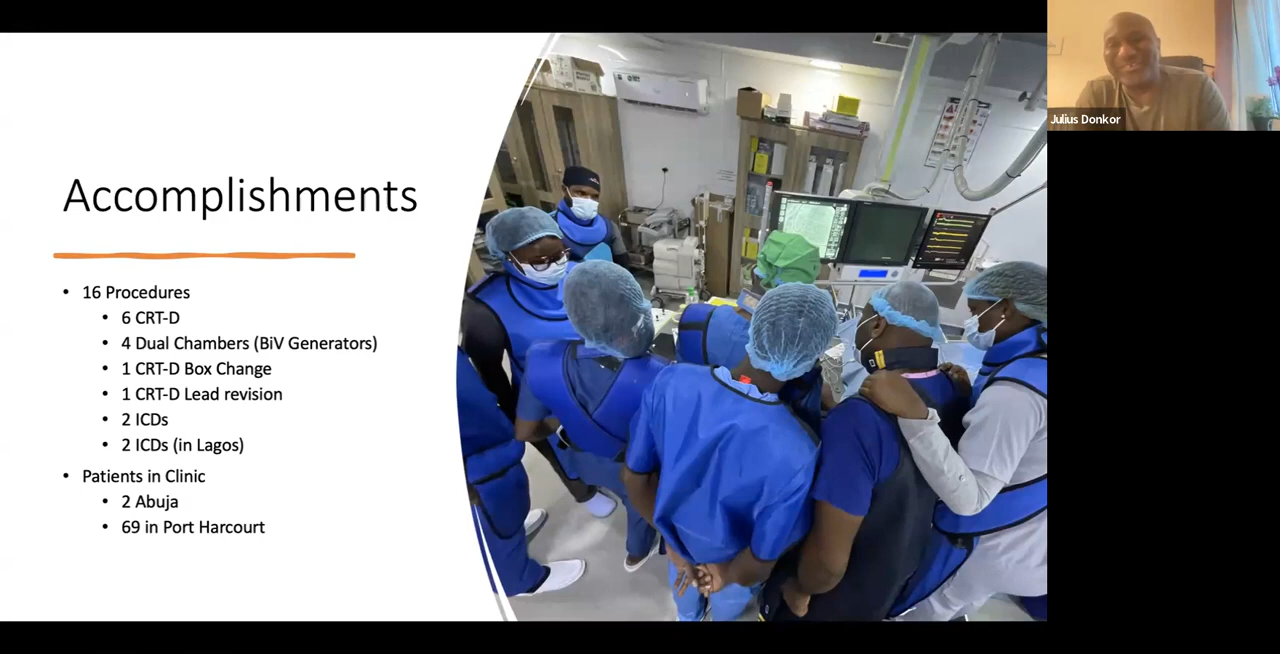 Accomplishments
• 16 Procedures
• 6 CRT-D
• 4 Dual Chambers (BiV Generators)
• 1 CRT-D Box Change
• 1 CRT-D Lead revision
• 2 ICDs
• 2 ICDs (in Lagos)
• Patients in Clinic
• 2 Abuja
• 69 in Port Harcourt
Julius Donkor